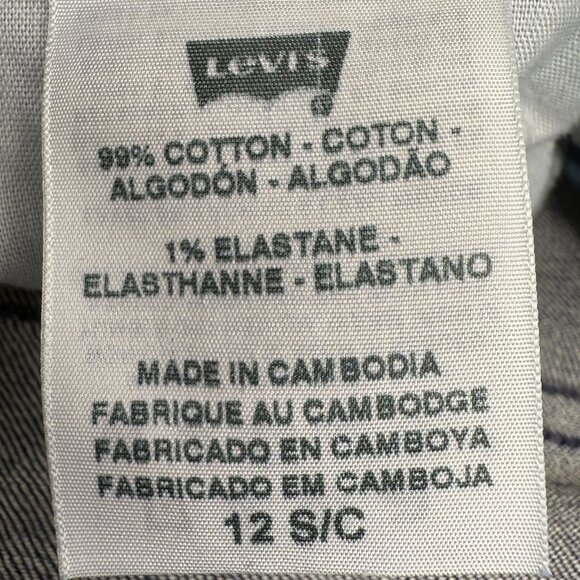 Levi's
99% COTTON - COTON -
ALGODÓN - ALGODÃO
1% ELASTANE -
ELASTHANNE - ELASTANO
MADE IN CAMBODIA
FABRIQUE AU CAMBODGE
FABRICADO EN CAMBOYA
FABRICADO EM CAMBOJA
12 S/C